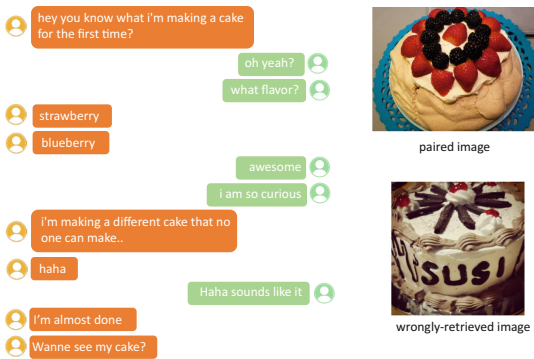 hey you know what i'm making a cake
for the first time?
oh yeah?
what flavor?
strawberry
blueberry
awesome
i am so curious
i'm making a different cake that no
one can make..
haha
Haha sounds like it
I'm almost done
Wanne see my cake?
paired image
SUSI
wrongly-retrieved image